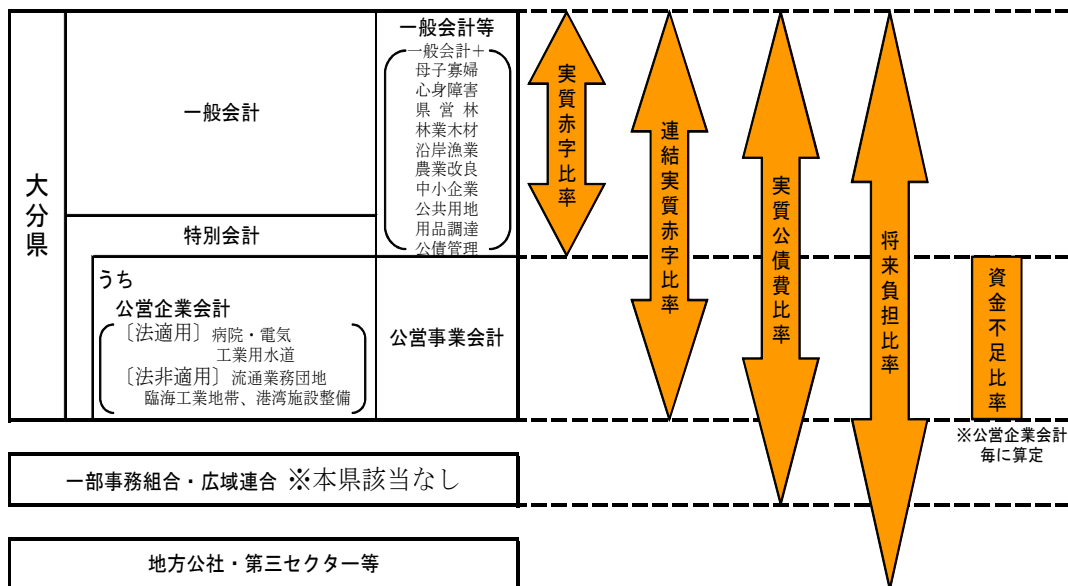 大分県
一般会計
特別会計
うち
公営企業会計
〔法適用〕病院・電気
工業用水道
〔法非適用〕流通業務団地
臨海工業地帯、港湾施設整備
一般会計等
一般会計＋
母子寡婦
心身障害
県営林
林業木材
沿岸漁業
農業改良
中小企業
公共用地
用品調達
公債管理
公営事業会計
実質赤字比率
連結実質赤字比率
実質公債費比率
将来負担比率
資金不足比率
※公営企業会計
毎に算定
一部事務組合・広域連合 ※本県該当なし
地方公社・第三セクター等